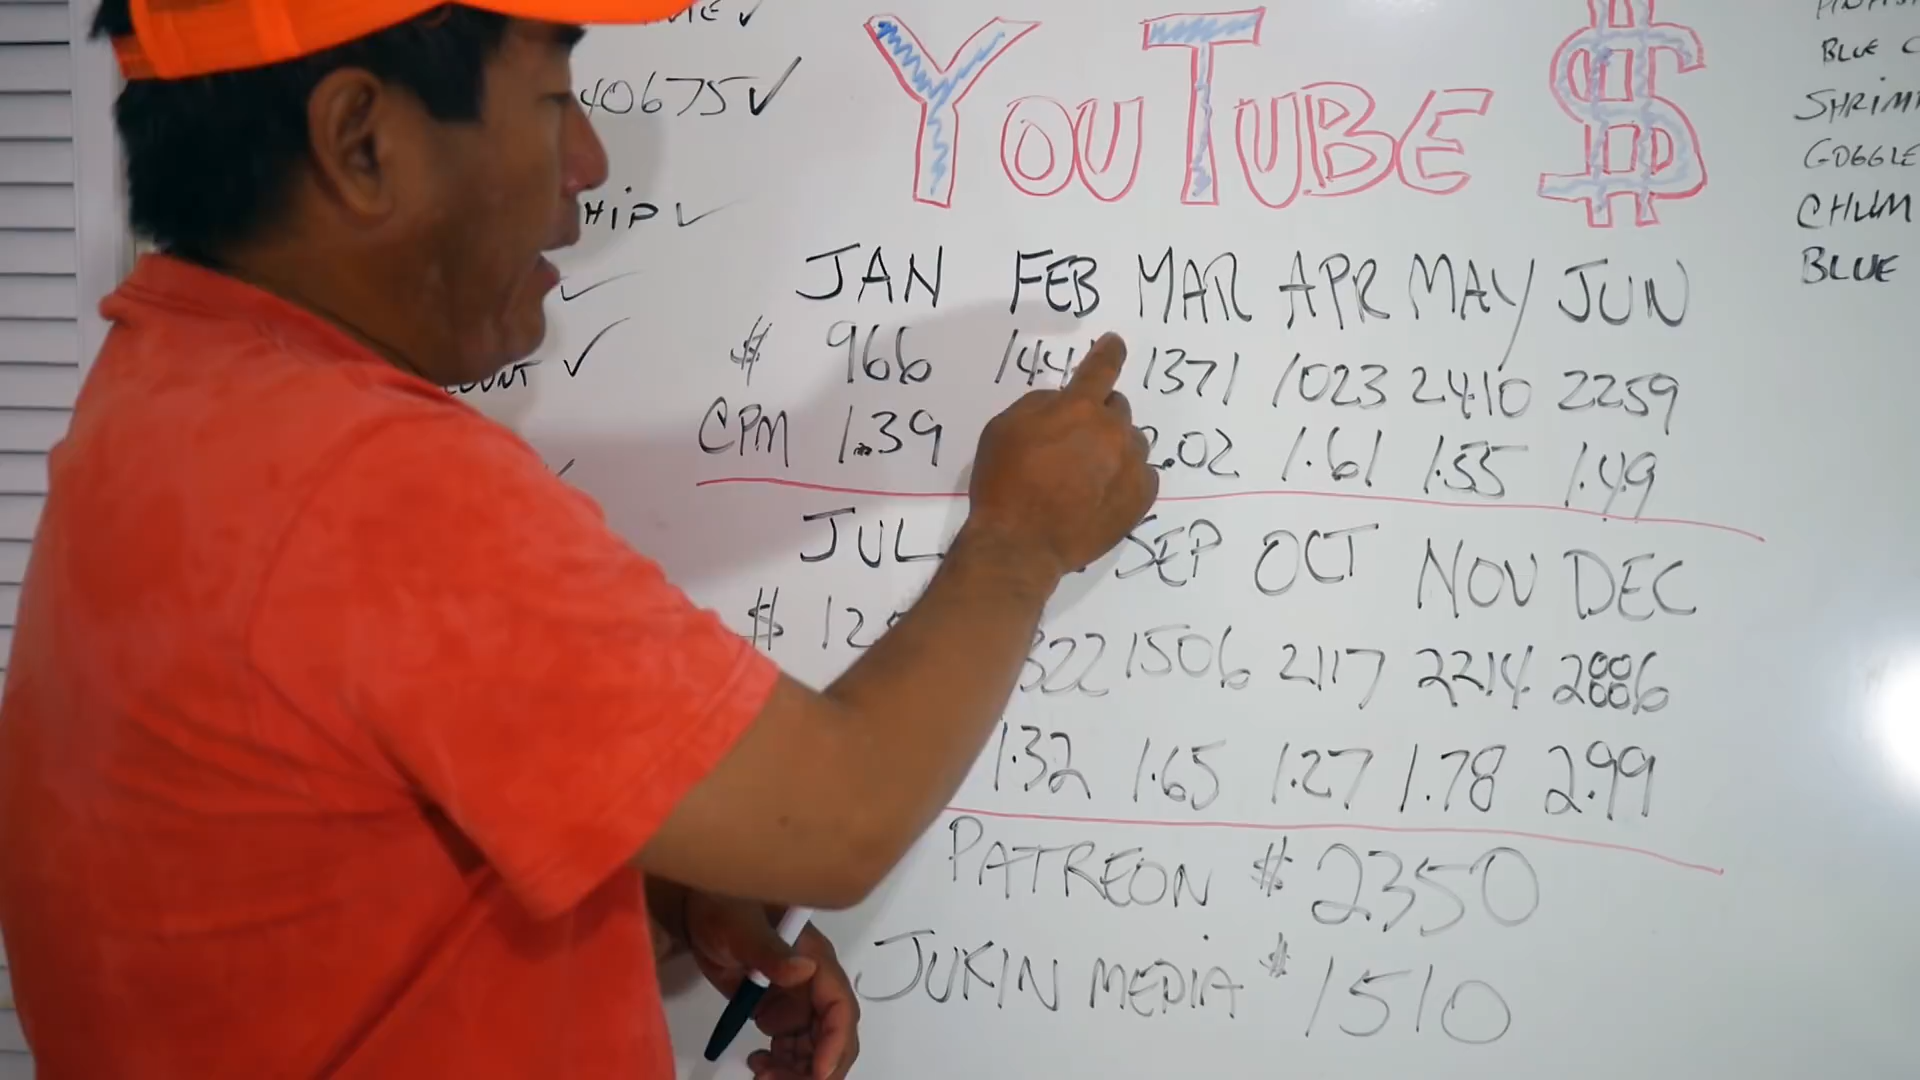 40675✓
YOUTUBE $
HIP ✓
JAN FEB MAR APR MAY JUN
$ 966 1371 1023 2410 2259
CPM 1.39 2.02 1.61 1.55 1.49
JUL SEP OCT NOV DEC
$ 1506 2117 2214
1.32 1.65 1.27 1.78 2.99
PATREON $ 2350
JUKIN MEDIA $ 1510
BLUE
GOGGLE
CHUM
BLUE